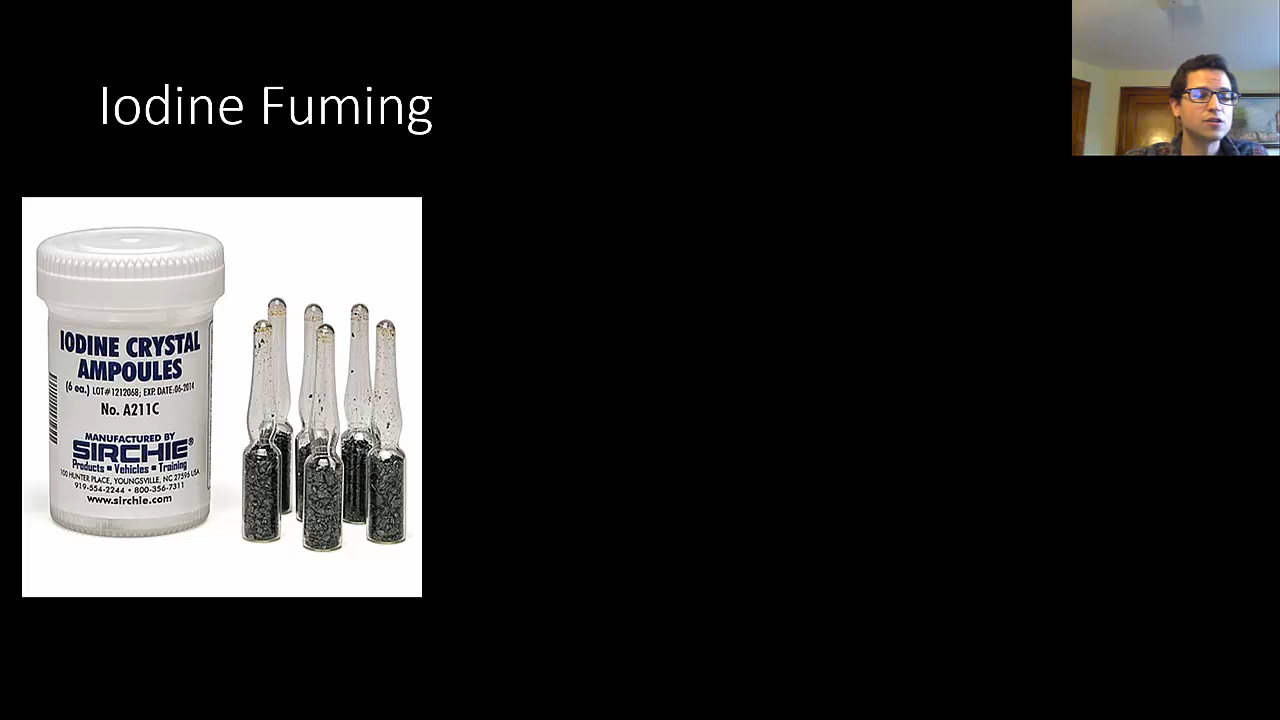 Iodine Fuming
IODINE CRYSTAL
AMPOULES
(6 ea.) LOT#1212068; EXP. DATE:06-2014
No. A211C
MANUFACTURED BY
SIRCHIE®
Products ▪ Vehicles ▪ Training
100 HUNTER PLACE, YOUNGSVILLE, NC 27596 USA
919-554-2244 • 800-356-7311
www.sirchie.com